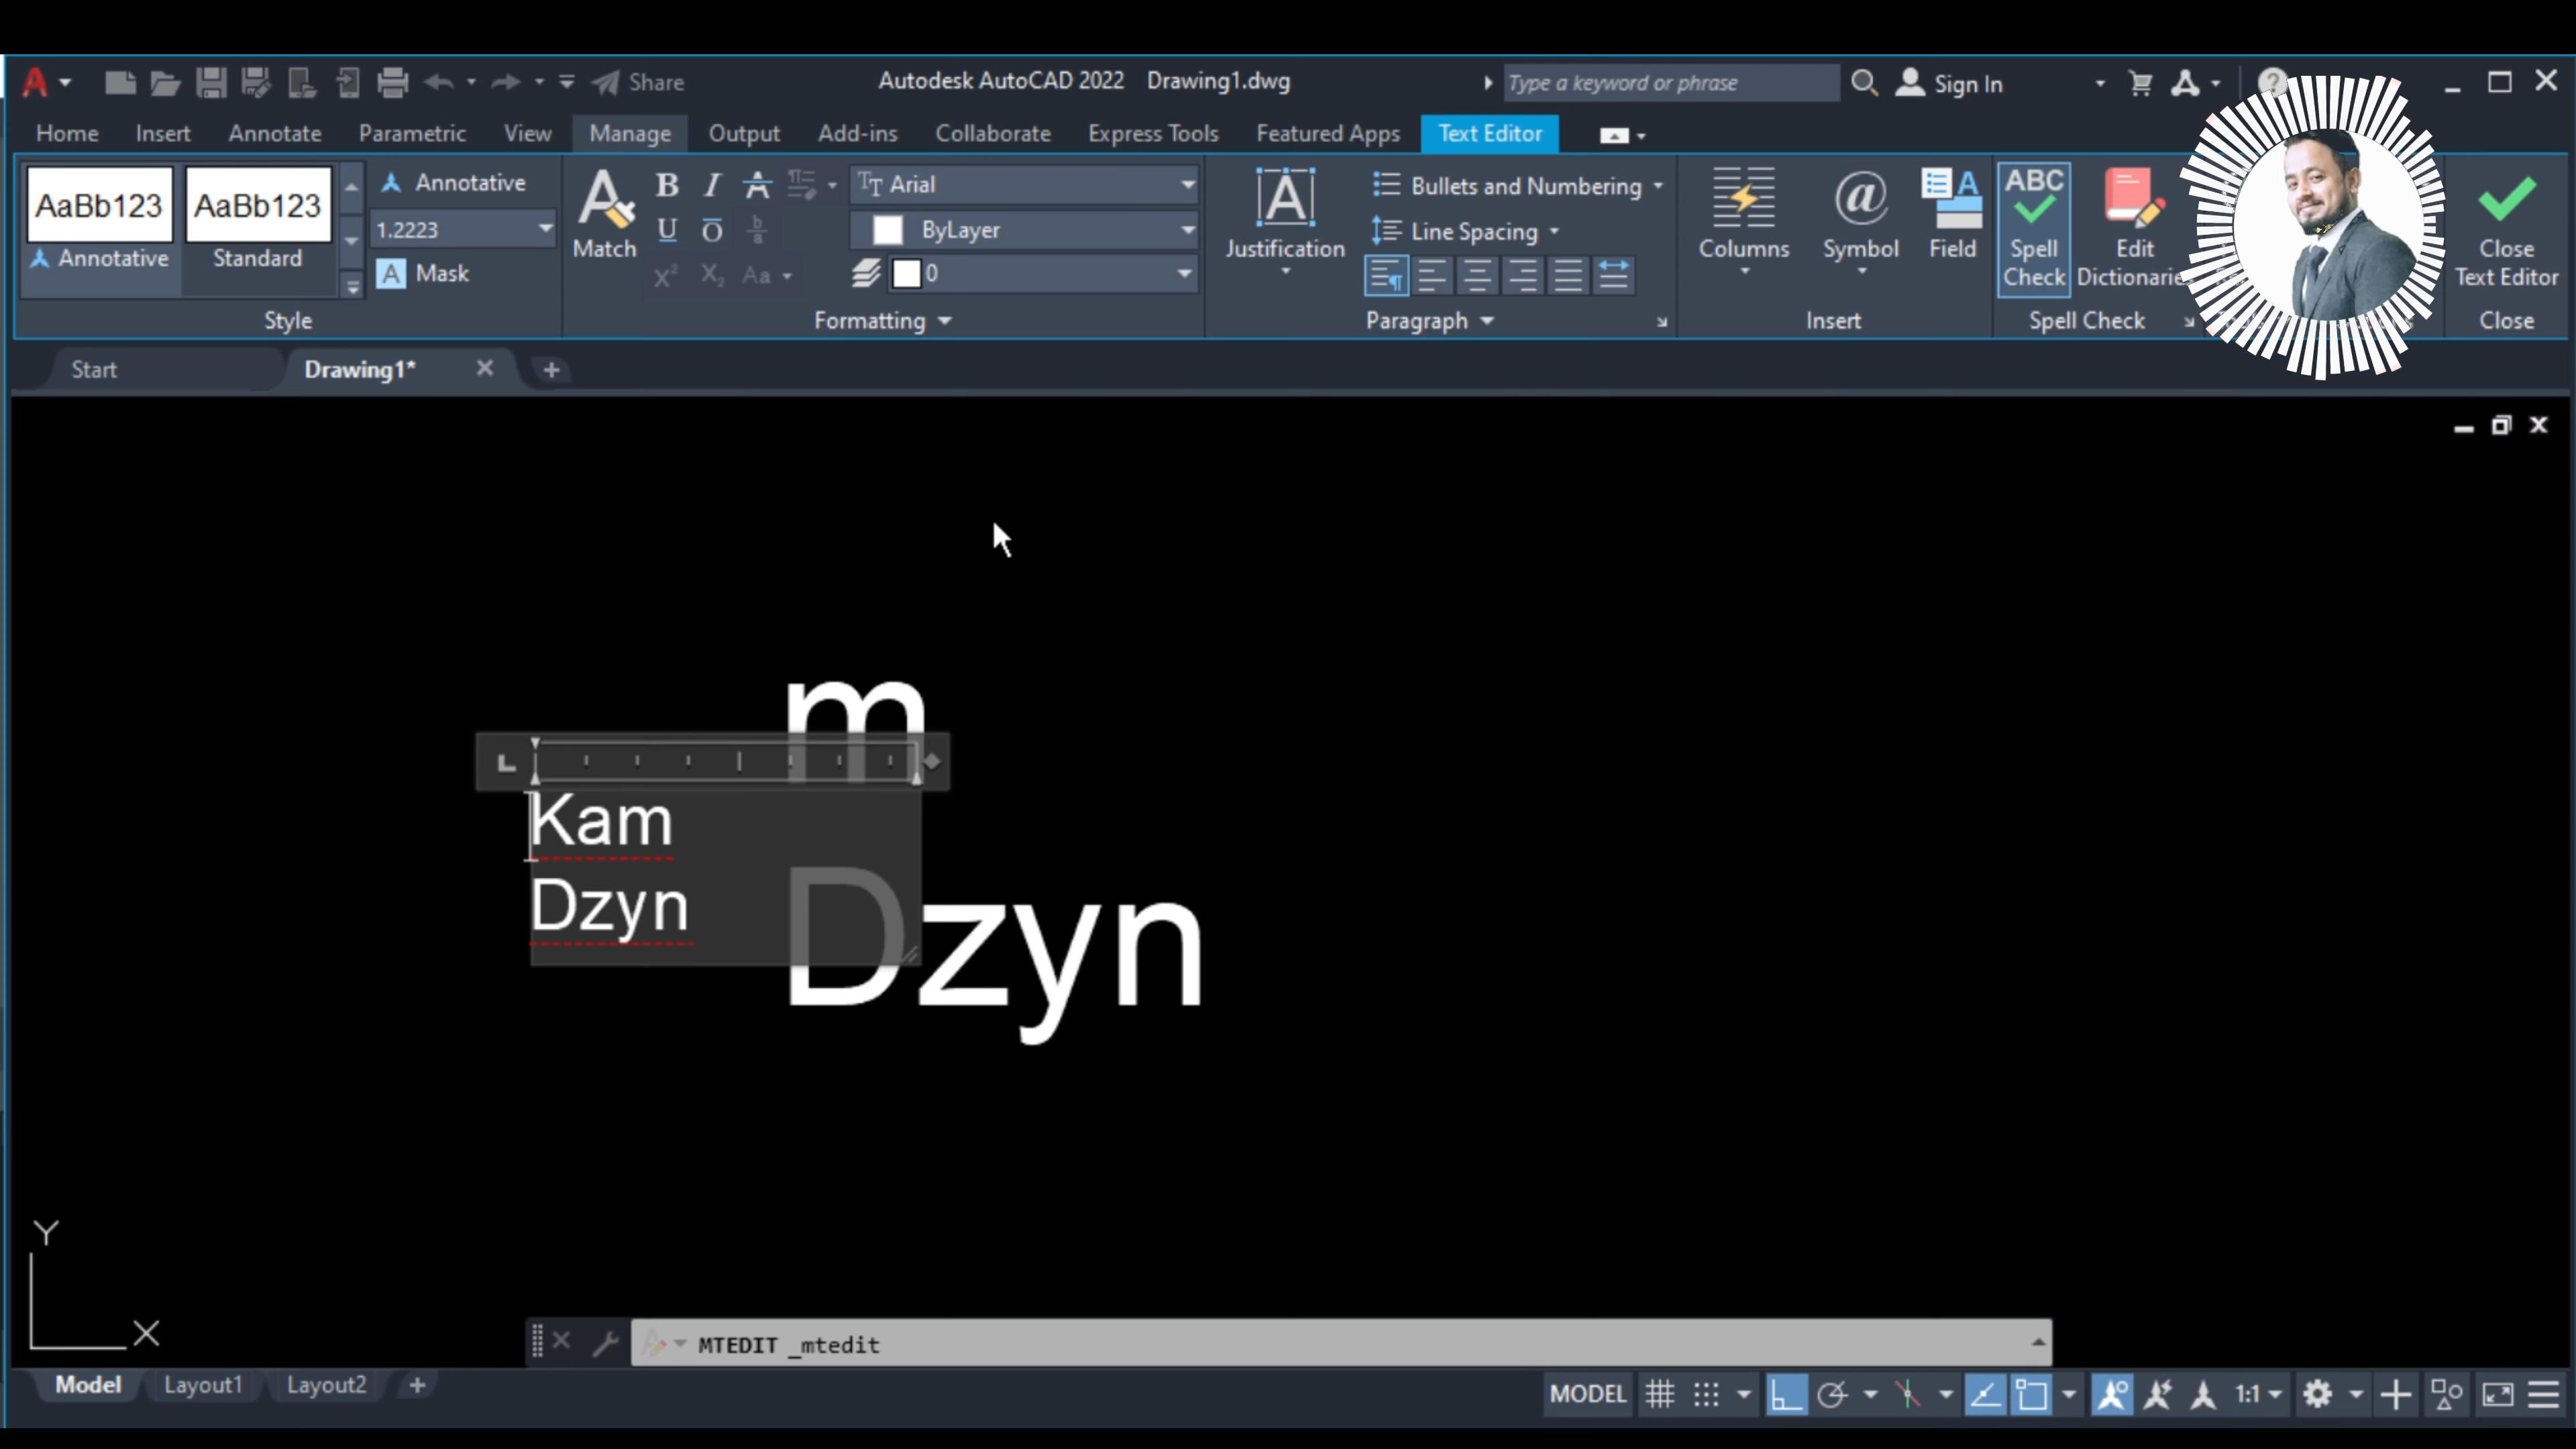 Share
Autodesk AutoCAD 2022 Drawing1.dwg
Type a keyword or phrase
Sign In
Home Insert Annotate Parametric View Manage Output Add-ins Collaborate Express Tools Featured Apps Text Editor
AaBb123 AaBb123
Annotative Standard
Annotative
1.2223
Mask
Style
Match
Arial
ByLayer
0
Formatting
Justification
Bullets and Numbering
Line Spacing
Paragraph
Columns
Symbol
Field
Insert
ABC
Spell
Check
Edit
Dictionarie
Spell Check
Close
Text Editor
Close
Start
Drawing1*
m
Kam
Dzyn
Dzyn
Y
X
MTEDIT _mtedit
Model Layout1 Layout2
MODEL
1:1